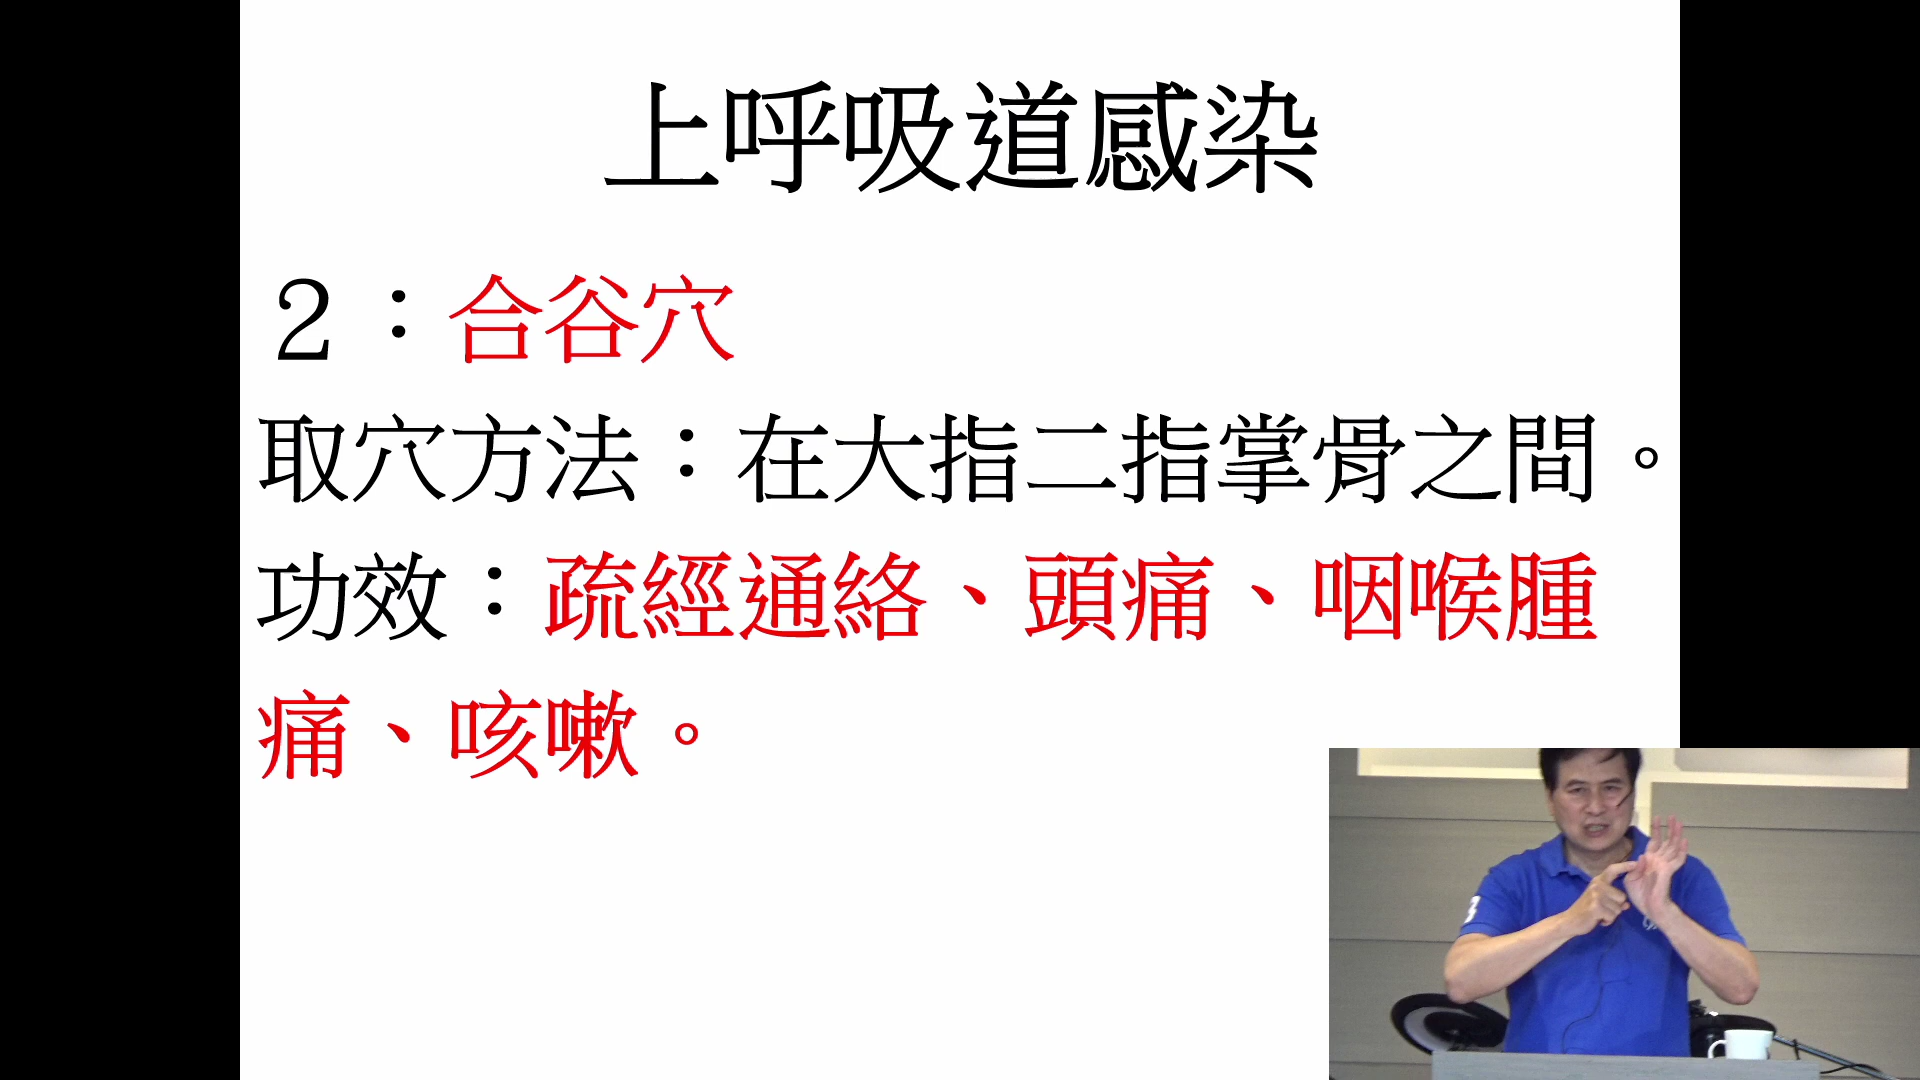 上呼吸道感染
２：合谷穴
取穴方法：在大指二指掌骨之間。
功效：疏經通絡、頭痛、咽喉腫
痛、咳嗽。